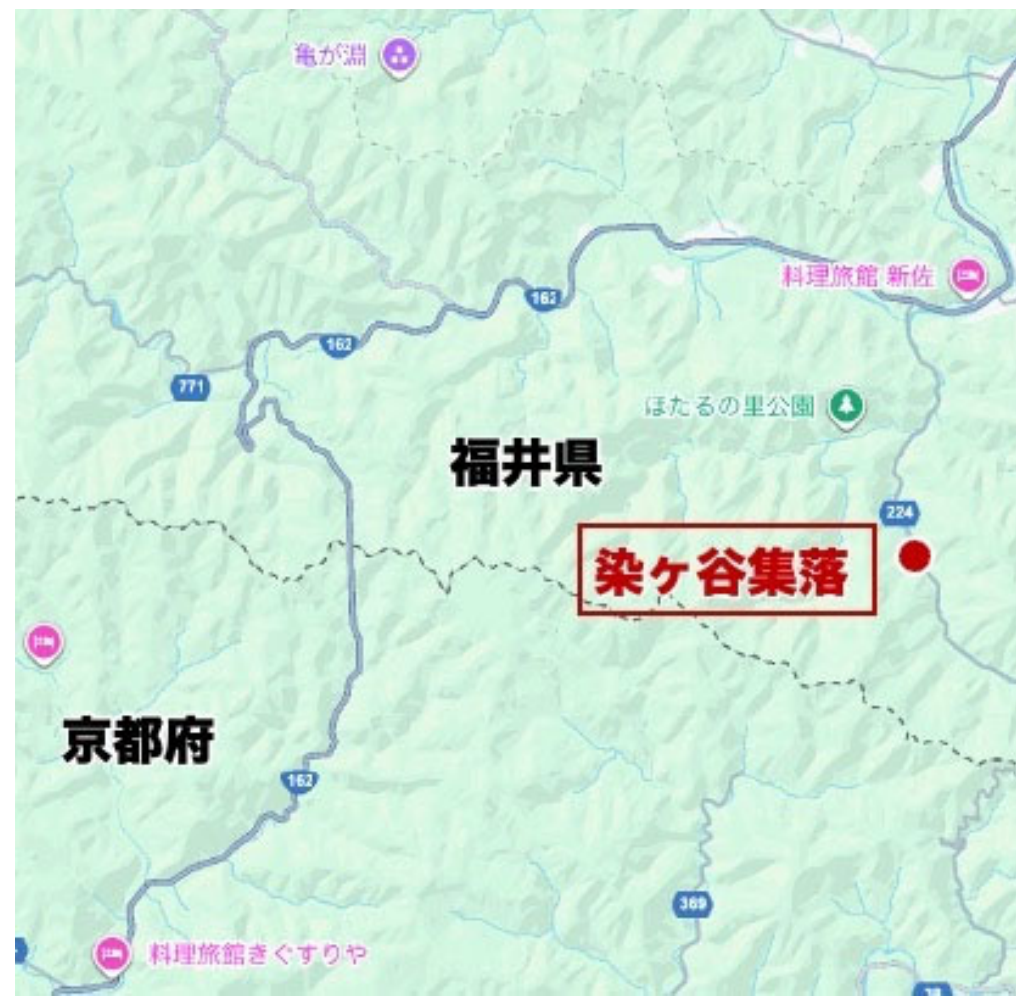 亀が淵
料理旅館 新佐
162
162
771
ほたるの里公園
福井県
224
染ヶ谷集落
京都府
162
369
料理旅館きぐすりや
38